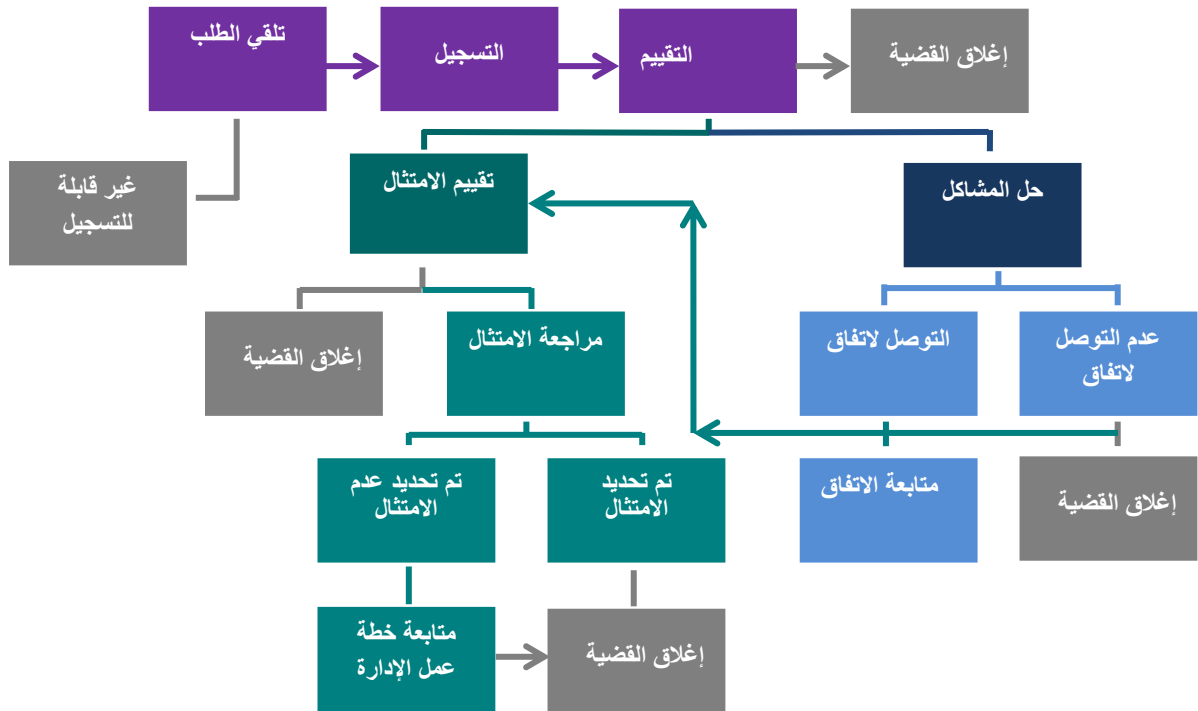 تلقي الطلب
التسجيل
التقييم
إغلاق القضية
غير قابلة
للتسجيل
تقييم الامتثال
حل المشاكل
إغلاق القضية
مراجعة الامتثال
التوصل لاتفاق
عدم التوصل
لاتفاق
تم تحديد عدم
الامتثال
تم تحديد
الامتثال
متابعة الاتفاق
إغلاق القضية
متابعة خطة
عمل الإدارة
إغلاق القضية